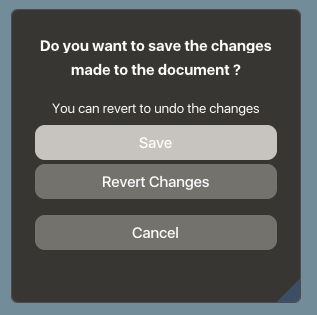 Do you want to save the changes
made to the document ?
You can revert to undo the changes
Save
Revert Changes
Cancel